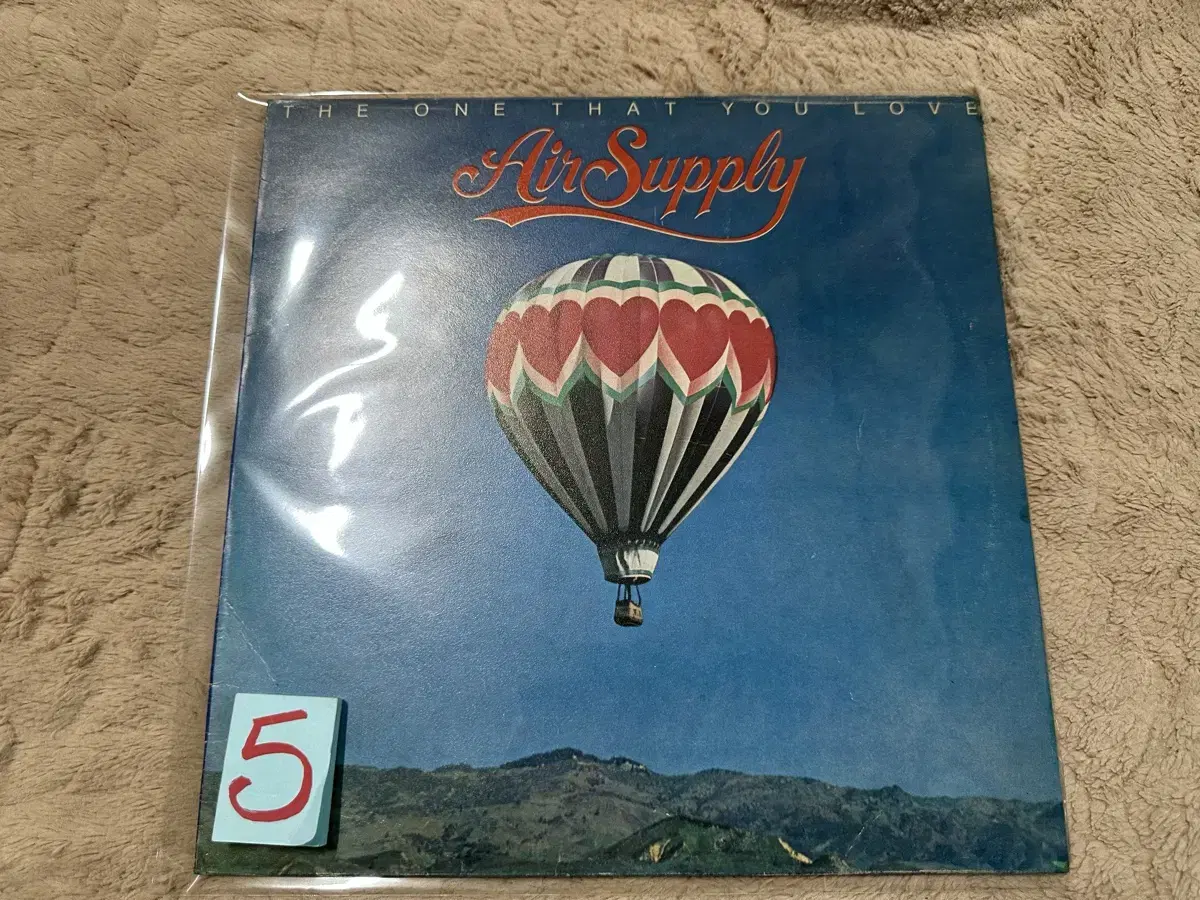 THE ONE THAT YOU LOVE
Air Supply
5